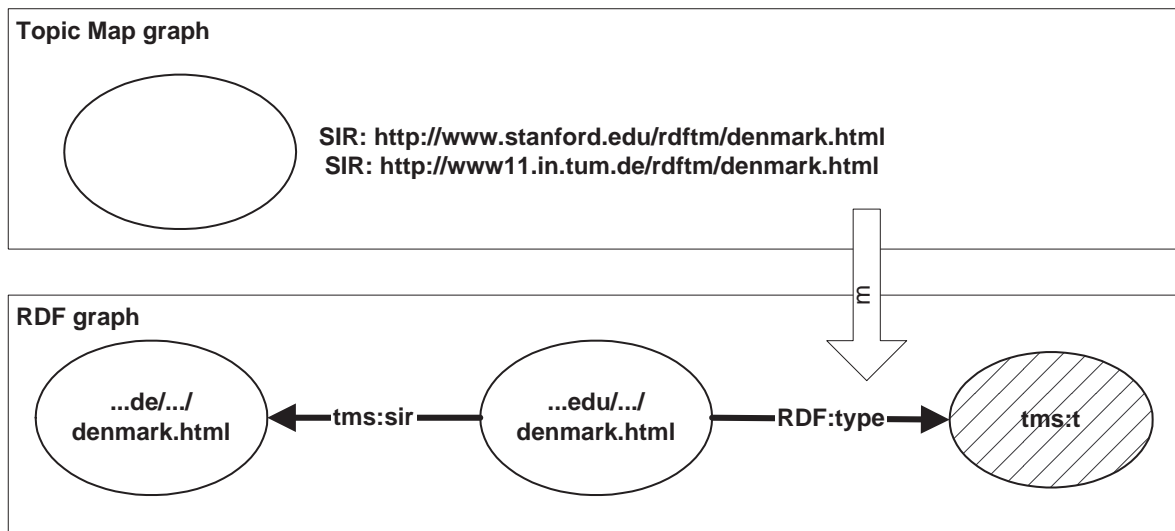 Topic Map graph
SIR: http://www.stanford.edu/rdftm/denmark.html
SIR: http://www11.in.tum.de/rdftm/denmark.html
m
RDF graph
...de/.../
denmark.html
tms:sir
...edu/.../
denmark.html
RDF:type
tms:t